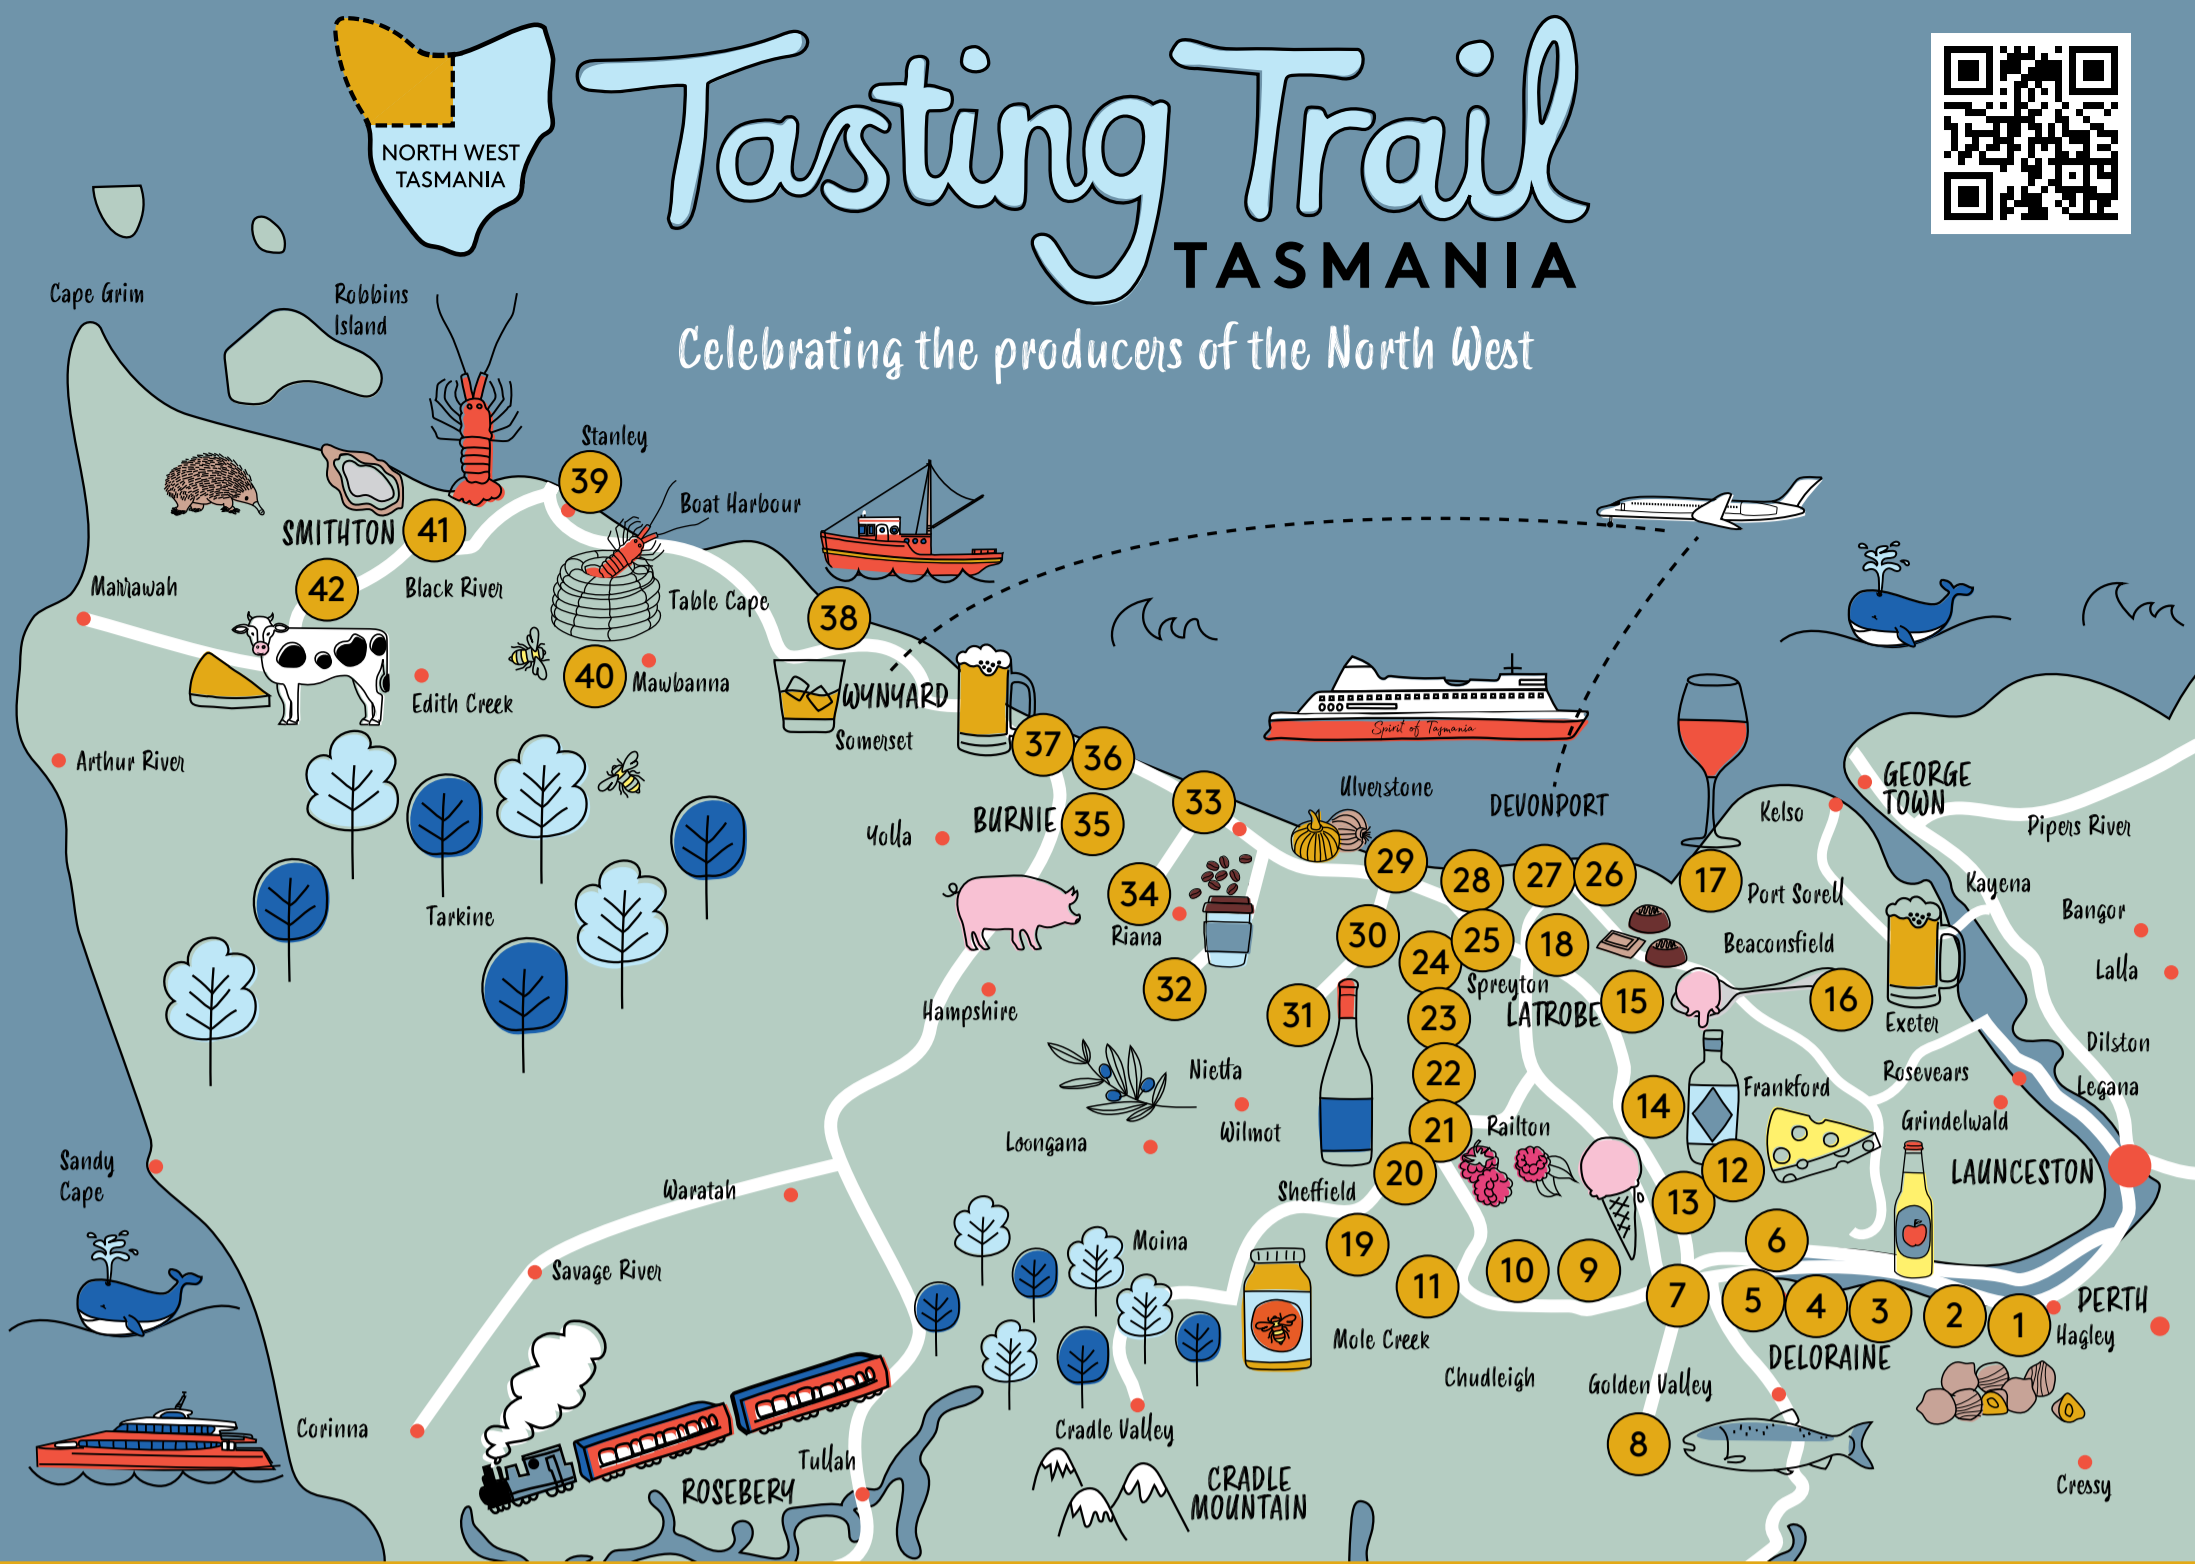 NORTH WEST
TASMANIA
Tasting Trail
TASMANIA
Celebrating the producers of the North West
Cape Grim
Robbins
Island
Stanley
39
Boat Harbour
SMITHTON
41
42
Black River
Marrawah
Table Cape
38
40
Mawbanna
Edith Creek
WYNYARD
Somerset
Arthur River
37
36
Spirit of Tasmania
33
Ulverstone
DEVONPORT
Kelso
GEORGE
TOWN
Pipers River
BURNIE
35
Yolla
29
28
27
26
17
Port Sorell
Kayena
34
Riana
Tarkine
30
24
25
18
Beaconsfield
Bangor
Lalla
32
Hampshire
31
23
Spreyton
LATROBE
15
16
Exeter
Dilston
Nietta
22
14
Frankford
Rosevears
Legana
Wilmot
Loongana
21
Railton
Grindelwald
Sandy
Cape
Waratah
Sheffield
20
12
13
LAUNCESTON
Moina
19
6
Savage River
11
10
9
7
5
4
3
2
1
PERTH
Hagley
Mole Creek
DELORAINE
Chudleigh
Golden Valley
Corinna
Cradle Valley
8
Tullah
ROSEBERY
CRADLE
MOUNTAIN
Cressy